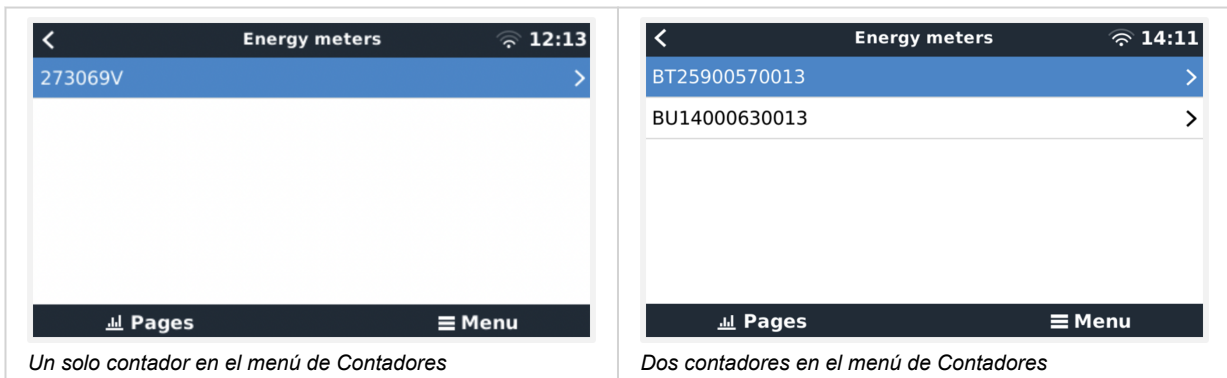 Energy meters 12:13
273069V
Pages Menu
Un solo contador en el menú de Contadores
Energy meters 14:11
BT25900570013
BU14000630013
Pages Menu
Dos contadores en el menú de Contadores